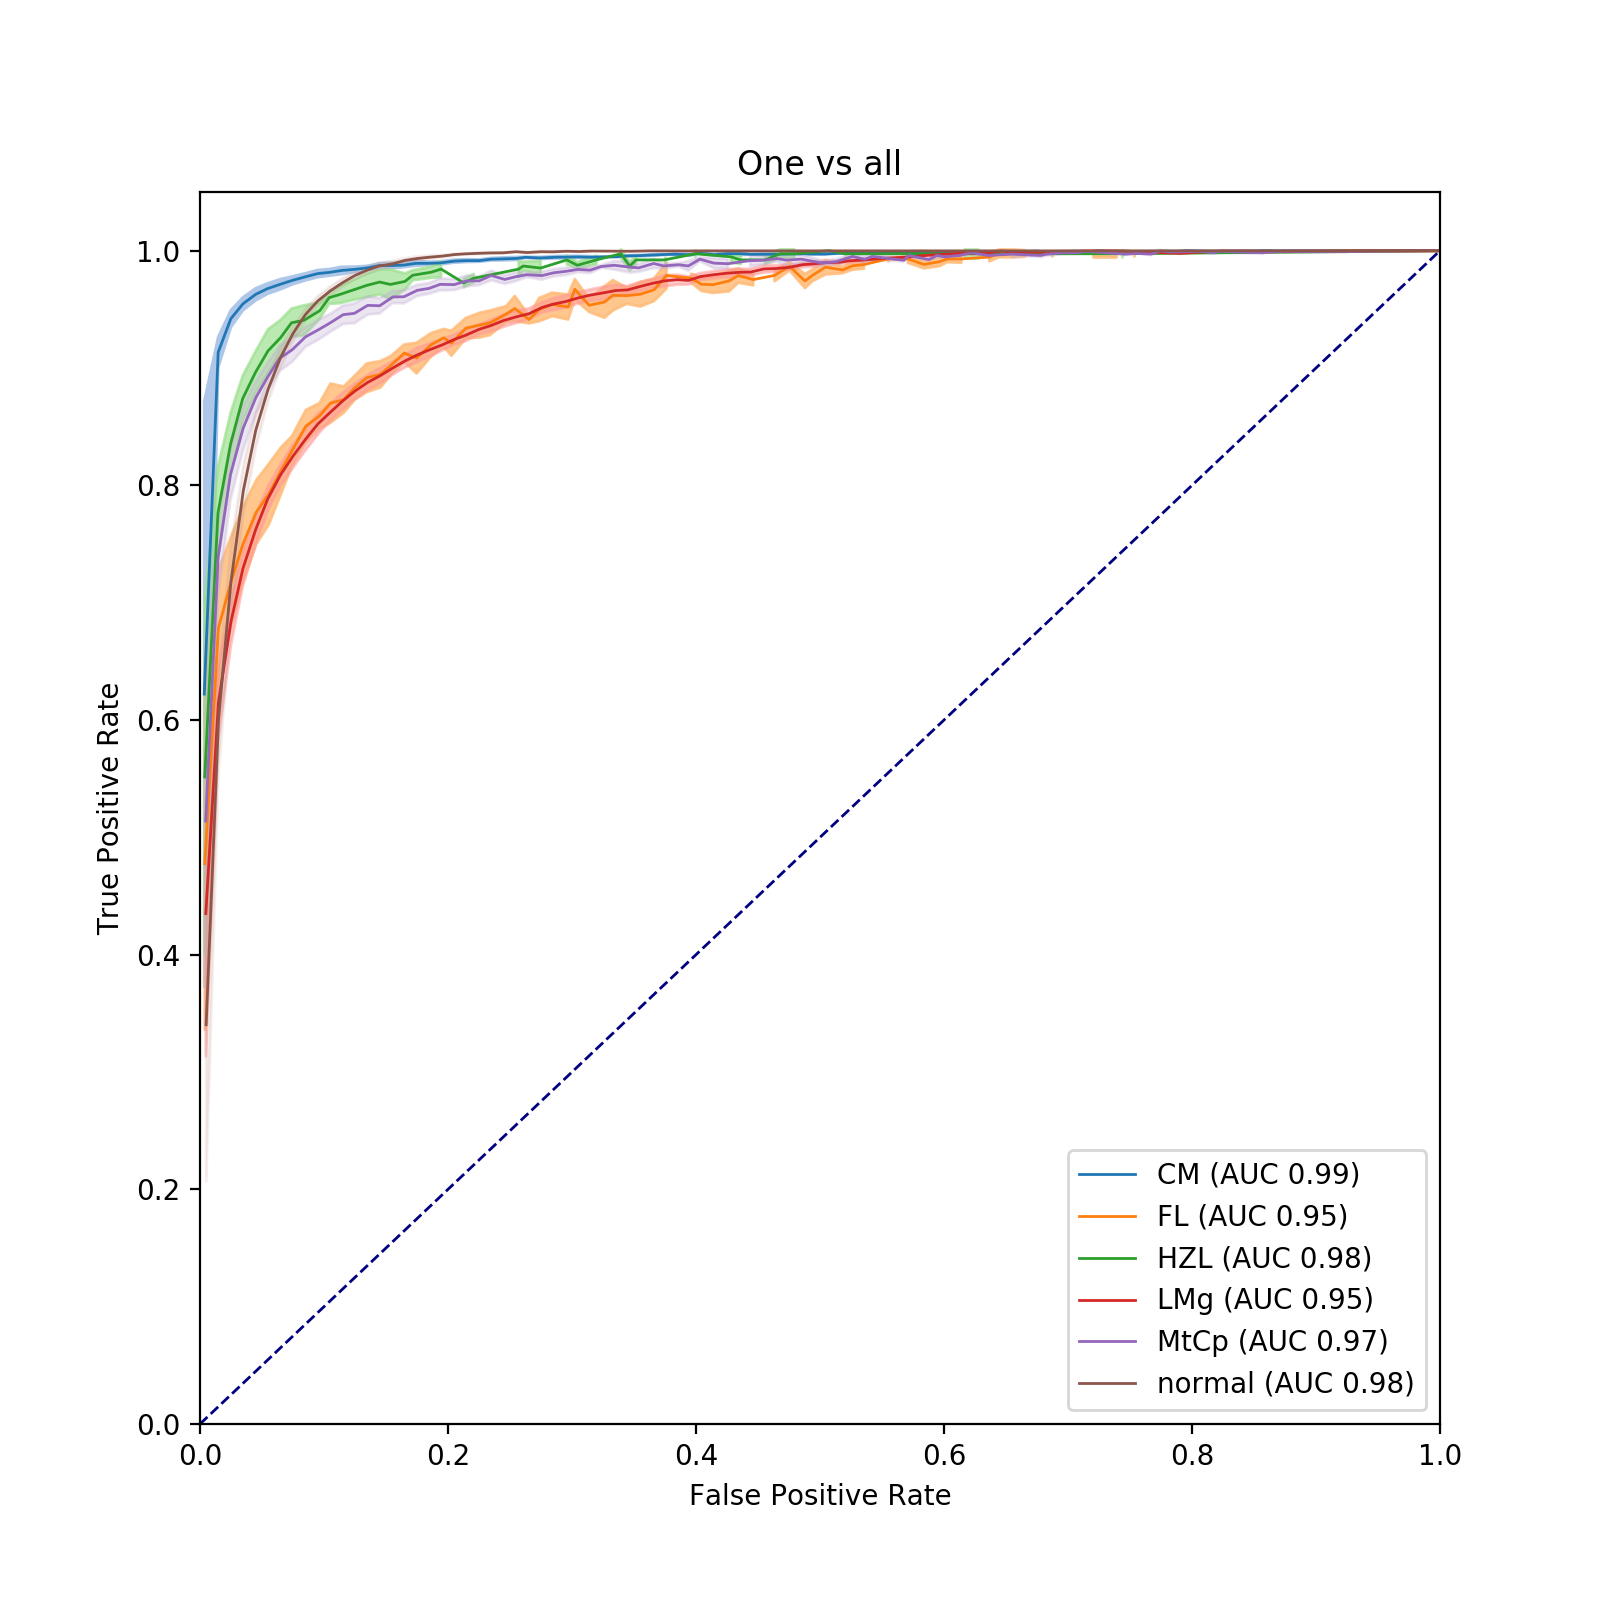 One vs all
1.0
0.8
0.6
0.4
0.2
0.0
True Positive Rate
0.0 0.2 0.4 0.6 0.8 1.0
False Positive Rate
CM (AUC 0.99)
FL (AUC 0.95)
HZL (AUC 0.98)
LMg (AUC 0.95)
MtCp (AUC 0.97)
normal (AUC 0.98)